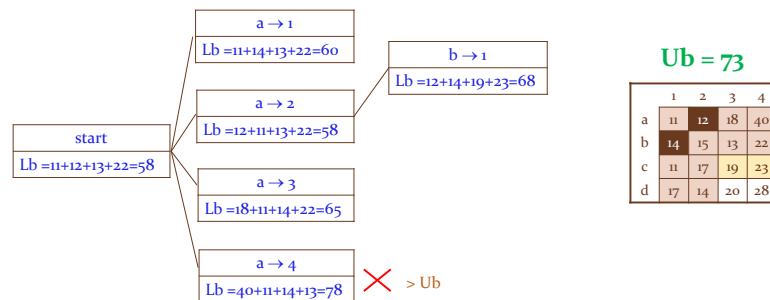 a → 1
Lb =11+14+13+22=60
b → 1
Lb =12+14+19+23=68
a → 2
Lb =12+11+13+22=58
start
Lb =11+12+13+22=58
a → 3
Lb =18+11+14+22=65
a → 4
Lb =40+11+14+13=78
> Ub
Ub = 73
1 2 3 4
a 11 12 18 40
b 14 15 13 22
c 11 17 19 23
d 17 14 20 28